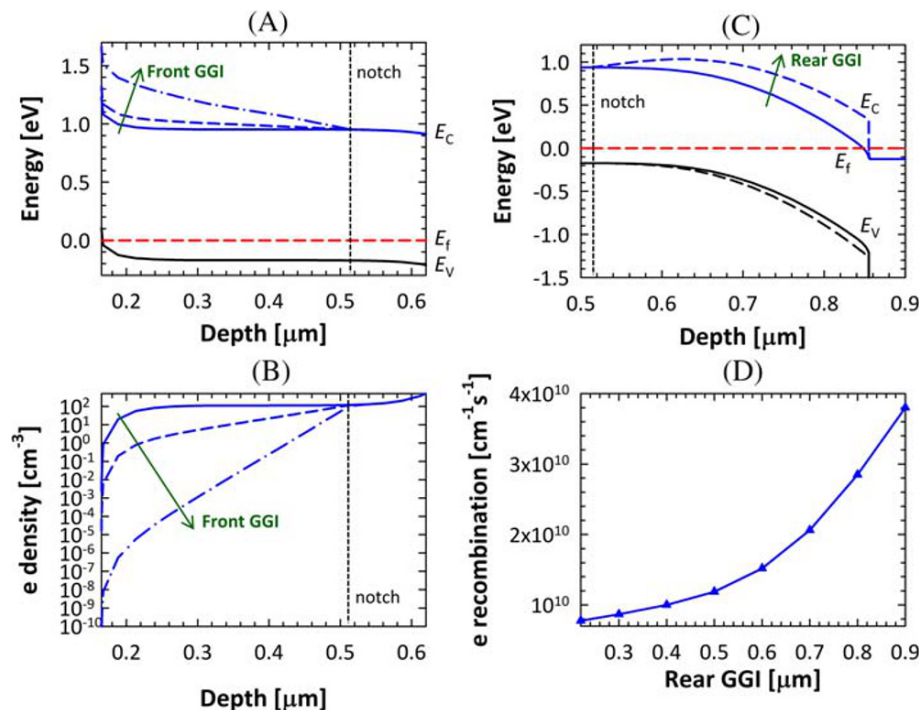 (A)
1.5
1.0
0.5
0.0
Energy [eV]
Front GGI
notch
E_C
E_f
E_V
0.2 0.3 0.4 0.5 0.6
Depth [μm]
(C)
1.0
0.5
0.0
-0.5
-1.0
-1.5
Energy [eV]
Rear GGI
notch
E_C
E_f
E_V
0.5 0.6 0.7 0.8 0.9
Depth [μm]
(B)
10^2
10^1
10^0
10^-1
10^-2
10^-3
10^-4
10^-5
10^-6
10^-7
10^-8
10^-9
10^-10
e density [cm^-3]
Front GGI
notch
0.2 0.3 0.4 0.5 0.6
Depth [μm]
(D)
4x10^10
3x10^10
2x10^10
10^10
e recombination [cm^-1s^-1]
0.3 0.4 0.5 0.6 0.7 0.8 0.9
Rear GGI [μm]